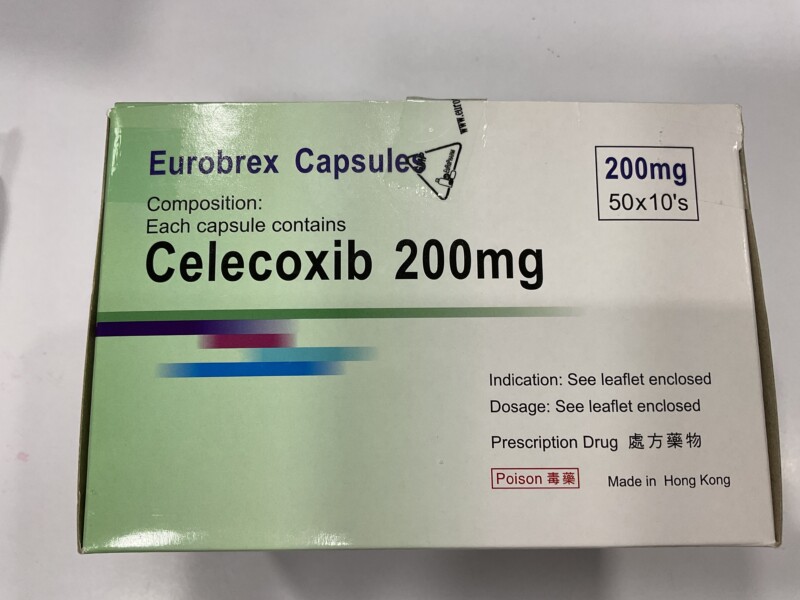 Eurobrex Capsules
200mg
50x10's
Composition:
Each capsule contains
Celecoxib 200mg
Indication: See leaflet enclosed
Dosage: See leaflet enclosed
Prescription Drug 處方藥物
Poison 毒藥
Made in Hong Kong